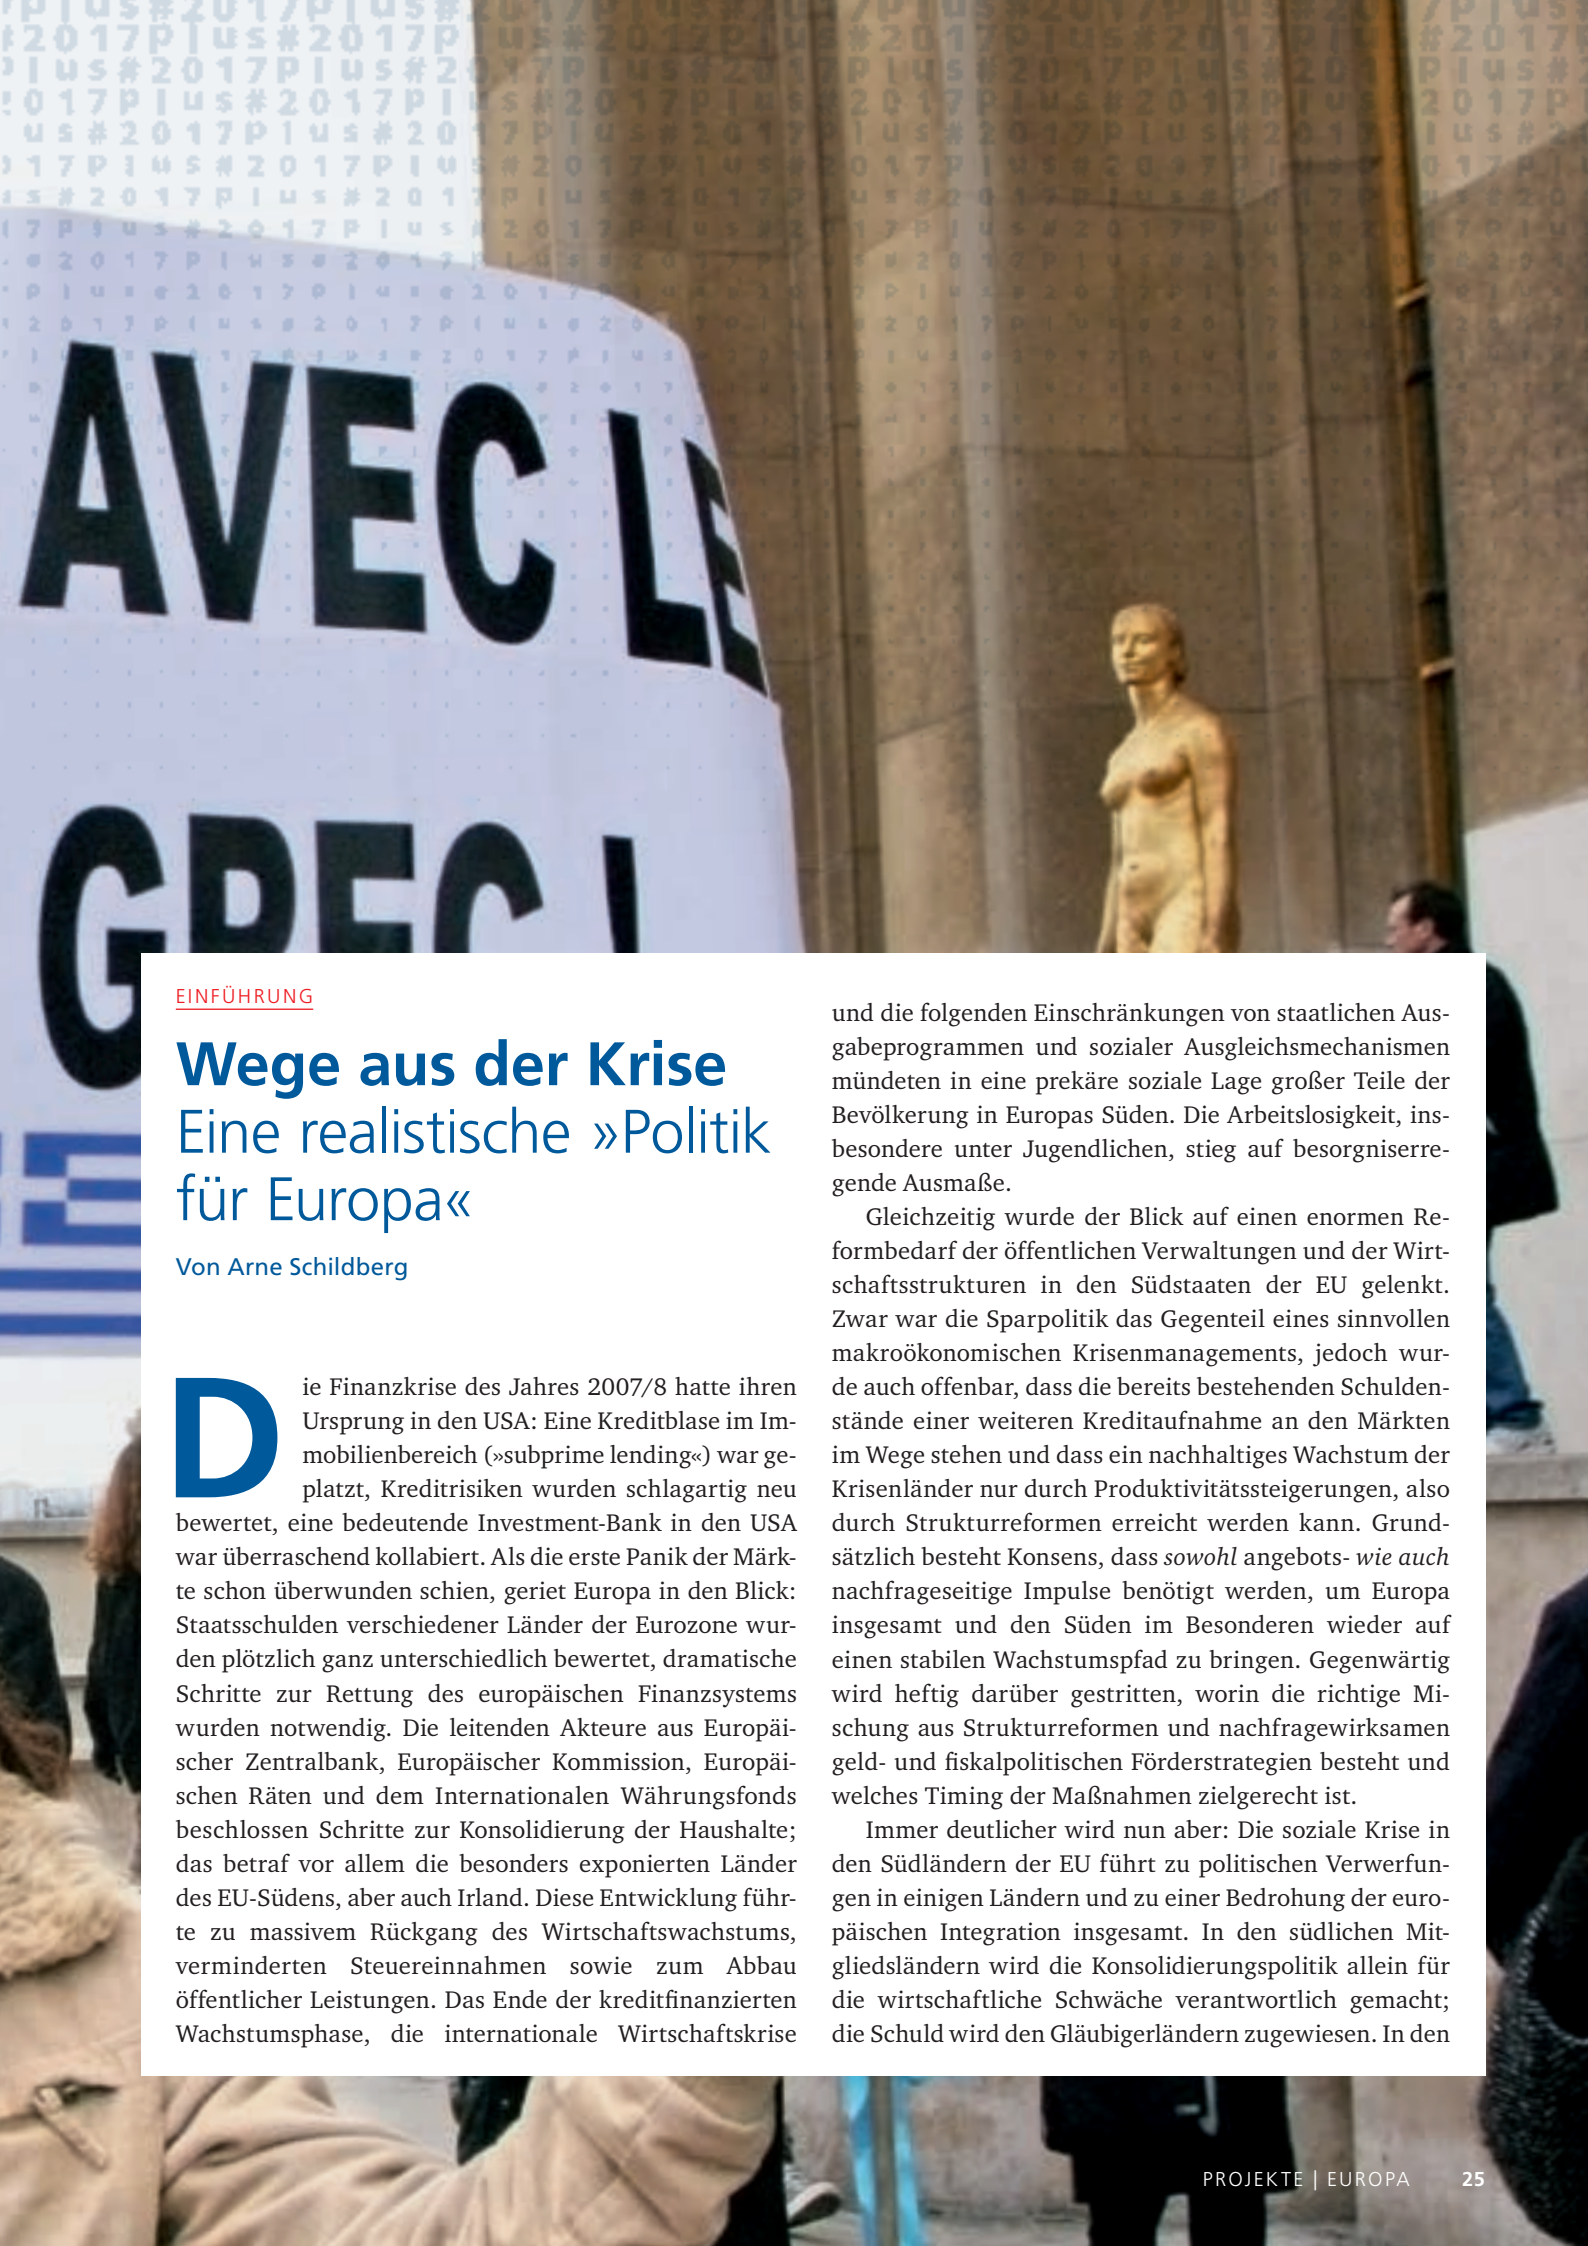 AVEC LE
GREC
EINFÜHRUNG
Wege aus der Krise
Eine realistische »Politik
für Europa«
Von Arne Schildberg
Die Finanzkrise des Jahres 2007/8 hatte ihren
Ursprung in den USA: Eine Kreditblase im Im-
mobilienbereich (»subprime lending«) war ge-
platzt, Kreditrisiken wurden schlagartig neu
bewertet, eine bedeutende Investment-Bank in den USA
war überraschend kollabiert. Als die erste Panik der Märk-
te schon überwunden schien, geriet Europa in den Blick:
Staatsschulden verschiedener Länder der Eurozone wur-
den plötzlich ganz unterschiedlich bewertet, dramatische
Schritte zur Rettung des europäischen Finanzsystems
wurden notwendig. Die leitenden Akteure aus Europäi-
scher Zentralbank, Europäischer Kommission, Europäi-
schen Räten und dem Internationalen Währungsfonds
beschlossen Schritte zur Konsolidierung der Haushalte;
das betraf vor allem die besonders exponierten Länder
des EU-Südens, aber auch Irland. Diese Entwicklung führ-
te zu massivem Rückgang des Wirtschaftswachstums,
verminderten Steuereinnahmen sowie zum Abbau
öffentlicher Leistungen. Das Ende der kreditfinanzierten
Wachstumsphase, die internationale Wirtschaftskrise
und die folgenden Einschränkungen von staatlichen Aus-
gabeprogrammen und sozialer Ausgleichsmechanismen
mündeten in eine prekäre soziale Lage großer Teile der
Bevölkerung in Europas Süden. Die Arbeitslosigkeit, ins-
besondere unter Jugendlichen, stieg auf besorgniserre-
gende Ausmaße.
Gleichzeitig wurde der Blick auf einen enormen Re-
formbedarf der öffentlichen Verwaltungen und der Wirt-
schaftsstrukturen in den Südstaaten der EU gelenkt.
Zwar war die Sparpolitik das Gegenteil eines sinnvollen
makroökonomischen Krisenmanagements, jedoch wur-
de auch offenbar, dass die bereits bestehenden Schulden-
stände einer weiteren Kreditaufnahme an den Märkten
im Wege stehen und dass ein nachhaltiges Wachstum der
Krisenländer nur durch Produktivitätssteigerungen, also
durch Strukturreformen erreicht werden kann. Grund-
sätzlich besteht Konsens, dass sowohl angebots- wie auch
nachfrageseitige Impulse benötigt werden, um Europa
insgesamt und den Süden im Besonderen wieder auf
einen stabilen Wachstumspfad zu bringen. Gegenwärtig
wird heftig darüber gestritten, worin die richtige Mi-
schung aus Strukturreformen und nachfragewirksamen
geld- und fiskalpolitischen Förderstrategien besteht und
welches Timing der Maßnahmen zielgerecht ist.
Immer deutlicher wird nun aber: Die soziale Krise in
den Südländern der EU führt zu politischen Verwerfun-
gen in einigen Ländern und zu einer Bedrohung der euro-
päischen Integration insgesamt. In den südlichen Mit-
gliedsländern wird die Konsolidierungspolitik allein für
die wirtschaftliche Schwäche verantwortlich gemacht;
die Schuld wird den Gläubigerländern zugewiesen. In den
PROJEKTE | EUROPA 25